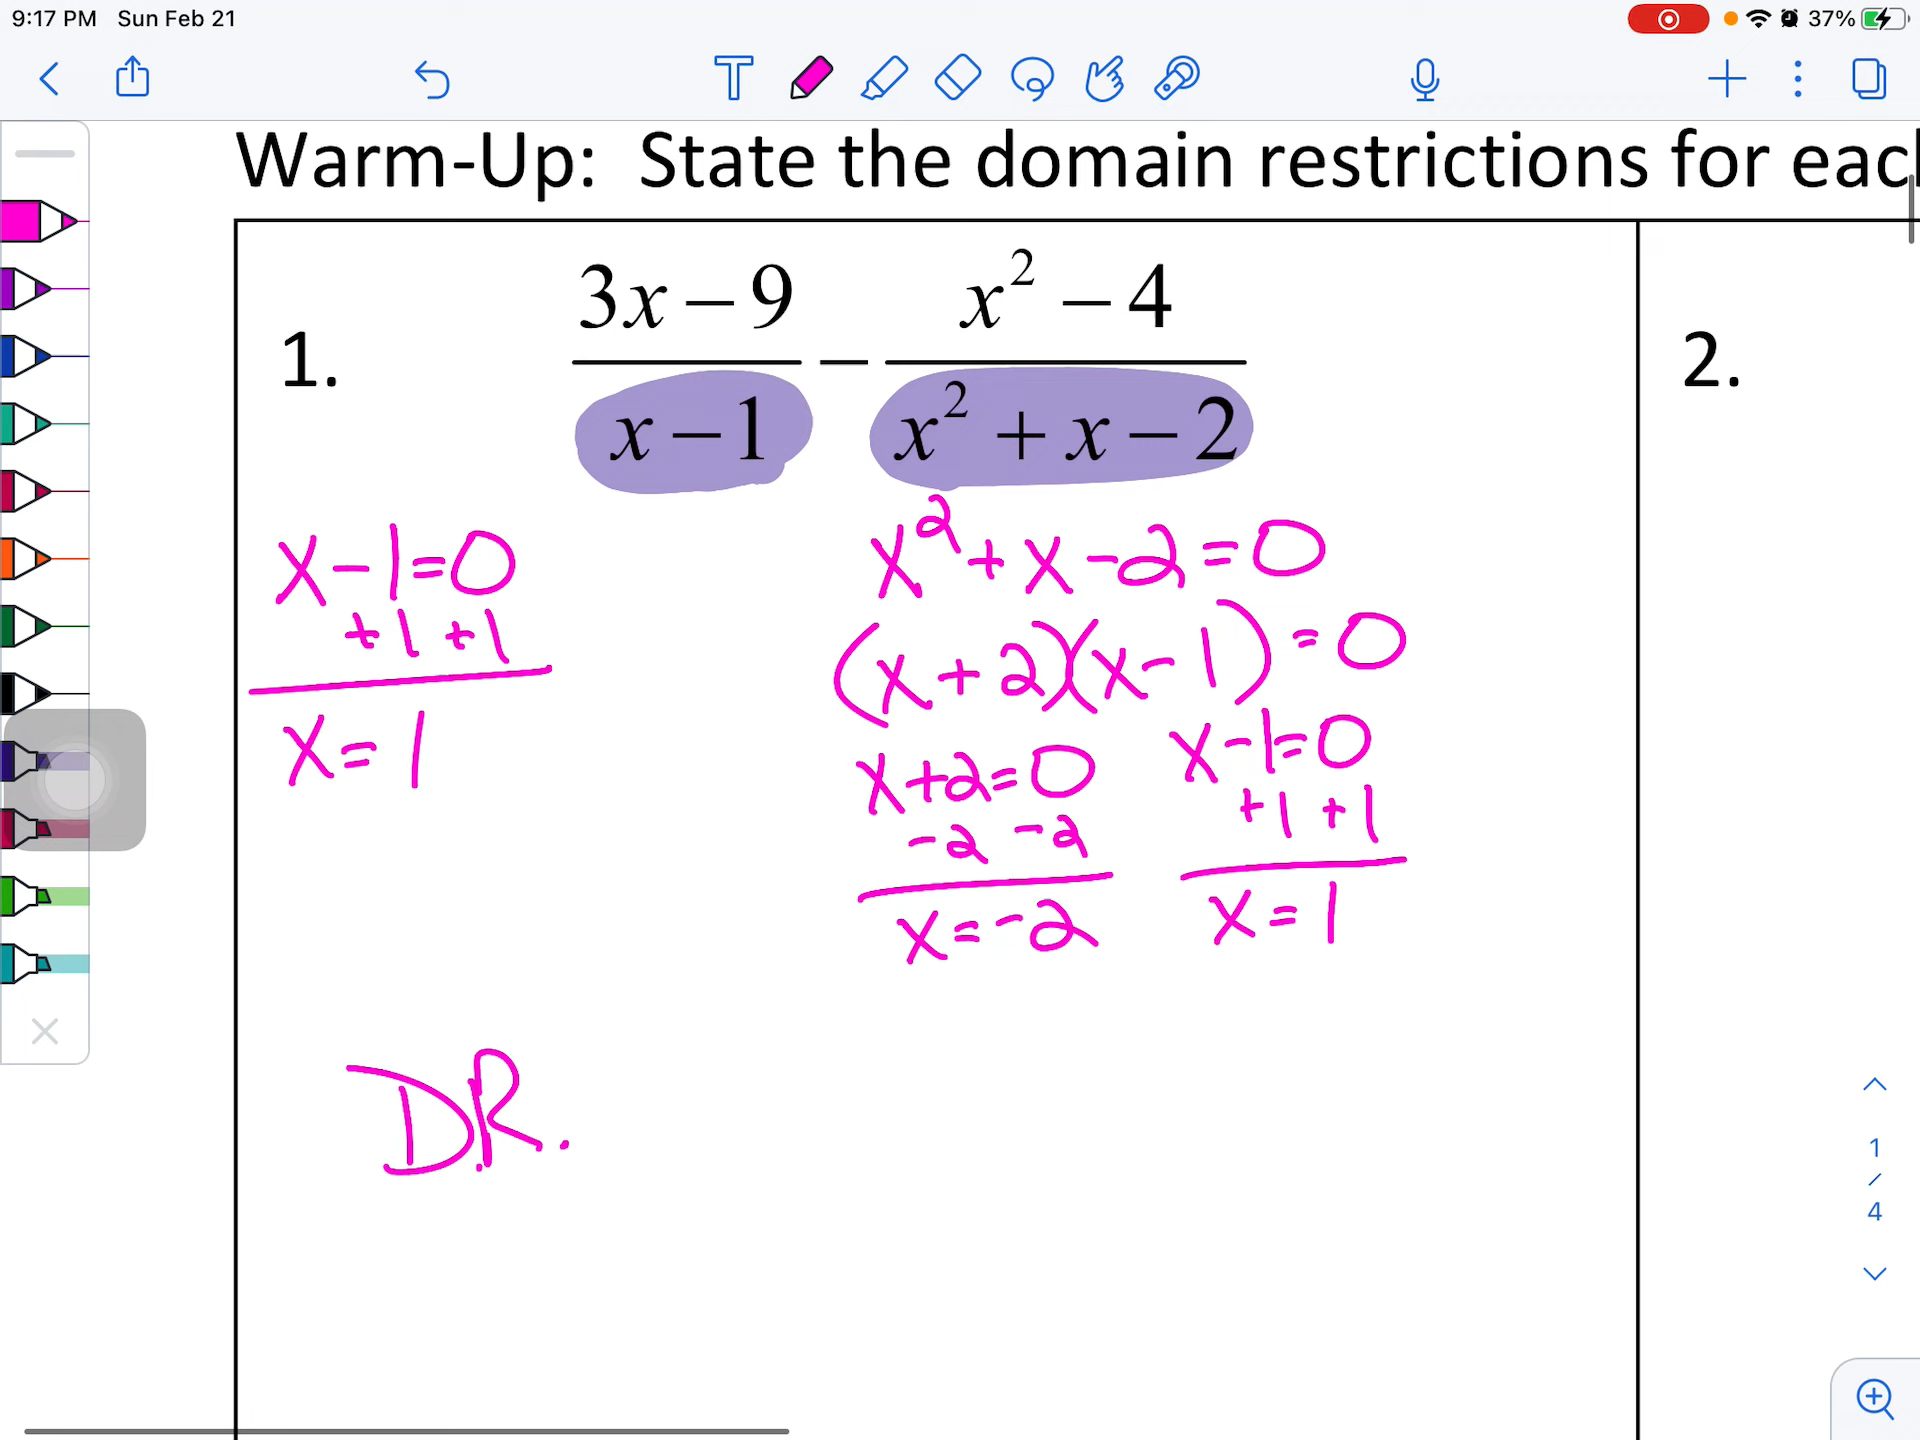 9:17 PM Sun Feb 21 37%
T
Warm-Up: State the domain restrictions for eac
1. (3x − 9)/(x − 1) − (x² − 4)/(x² + x − 2)
2.
x-1=0
+1 +1
x=1
x²+x-2=0
(x+2)(x-1)=0
x+2=0 x-1=0
-2 -2 +1 +1
x=-2 x=1
D.R.
1
/
4